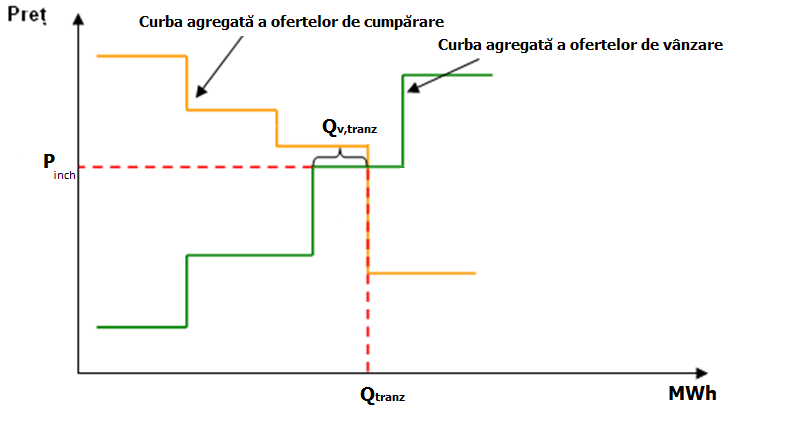 Preț
Curba agregată a ofertelor de cumpărare
Curba agregată a ofertelor de vânzare
Qv,tranz
P
inch
Qtranz
MWh